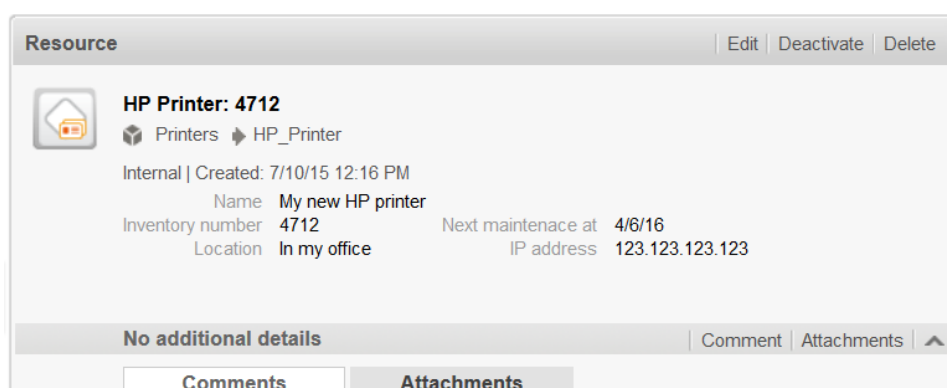 Resource | Edit | Deactivate | Delete
HP Printer: 4712
Printers HP_Printer
Internal | Created: 7/10/15 12:16 PM
Name My new HP printer
Inventory number 4712 Next maintenace at 4/6/16
Location In my office IP address 123.123.123.123
No additional details | Comment | Attachments |
Comments Attachments